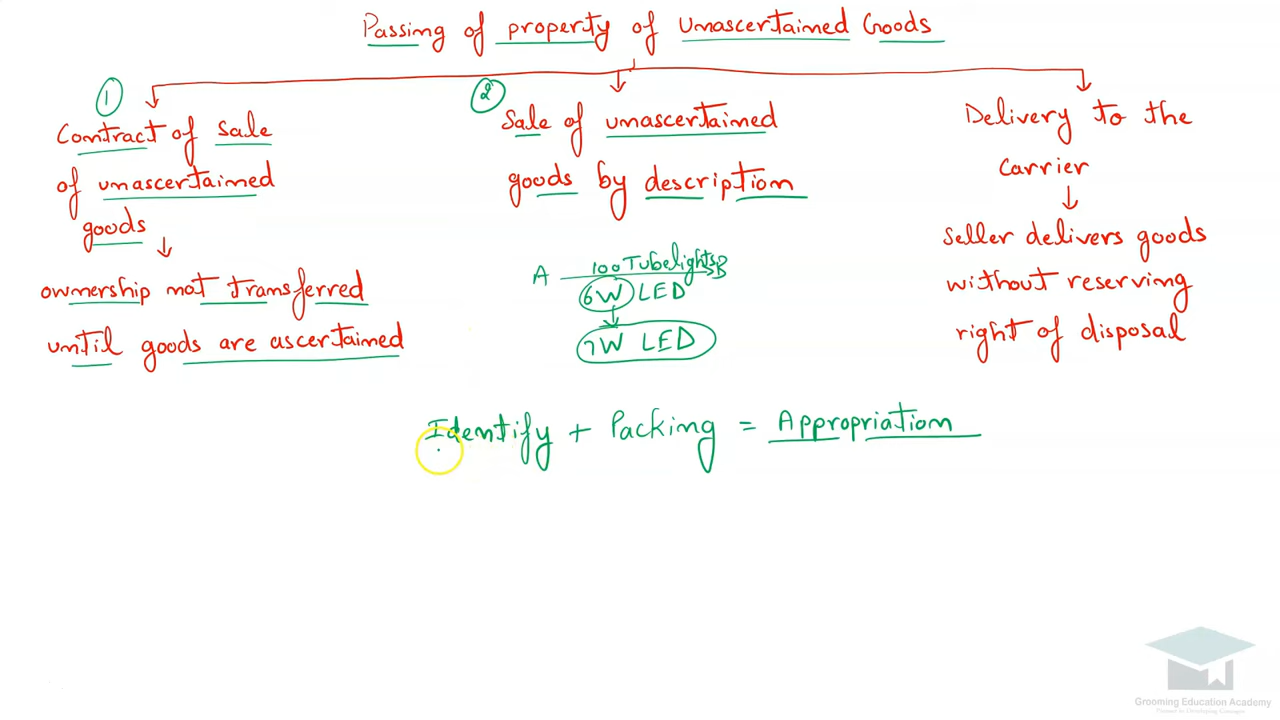 Passing of property of Unascertained Goods
1
Contract of sale
of unascertained
goods
ownership not transferred
until goods are ascertained
2
Sale of unascertained
goods by description
A 100 Tubelights B
6W LED
7W LED
Delivery to the
carrier
Seller delivers goods
without reserving
right of disposal
Identify + Packing = Appropriation
Grooming Education Academy